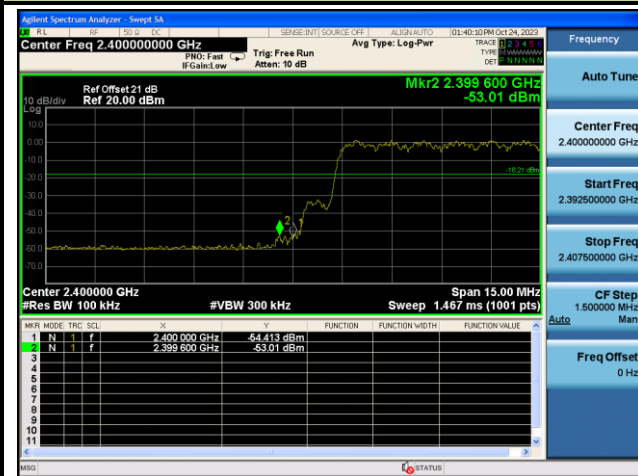 Agilent Spectrum Analyzer - Swept SA
RL RF 50 Ω DC SENSE:INT SOURCE OFF ALIGN AUTO 01:40:10 PM Oct 24, 2023
Center Freq 2.400000000 GHz
PNO: Fast
IFGain:Low
Trig: Free Run
Atten: 10 dB
Avg Type: Log-Pwr
TRACE 1 2 3 4 5 6
TYPE
DET P N N N N N
Frequency
Auto Tune
Center Freq
2.400000000 GHz
Start Freq
2.392500000 GHz
Stop Freq
2.407500000 GHz
CF Step
1.500000 MHz
Auto Man
Freq Offset
0 Hz
Ref Offset 21 dB
10 dB/div Ref 20.00 dBm
Log
Mkr2 2.399 600 GHz
-53.01 dBm
10.0
0.00
-10.0
-18.21 dBm
-20.0
-30.0
-40.0
-50.0
-60.0
-70.0
2
1
Center 2.400000 GHz Span 15.00 MHz
#Res BW 100 kHz #VBW 300 kHz Sweep 1.467 ms (1001 pts)
MKR MODE TRC SCL X Y FUNCTION FUNCTION WIDTH FUNCTION VALUE
1 N 1 f 2.400 000 GHz -54.413 dBm
2 N 1 f 2.399 600 GHz -53.01 dBm
3
4
5
6
7
8
9
10
11
MSG STATUS